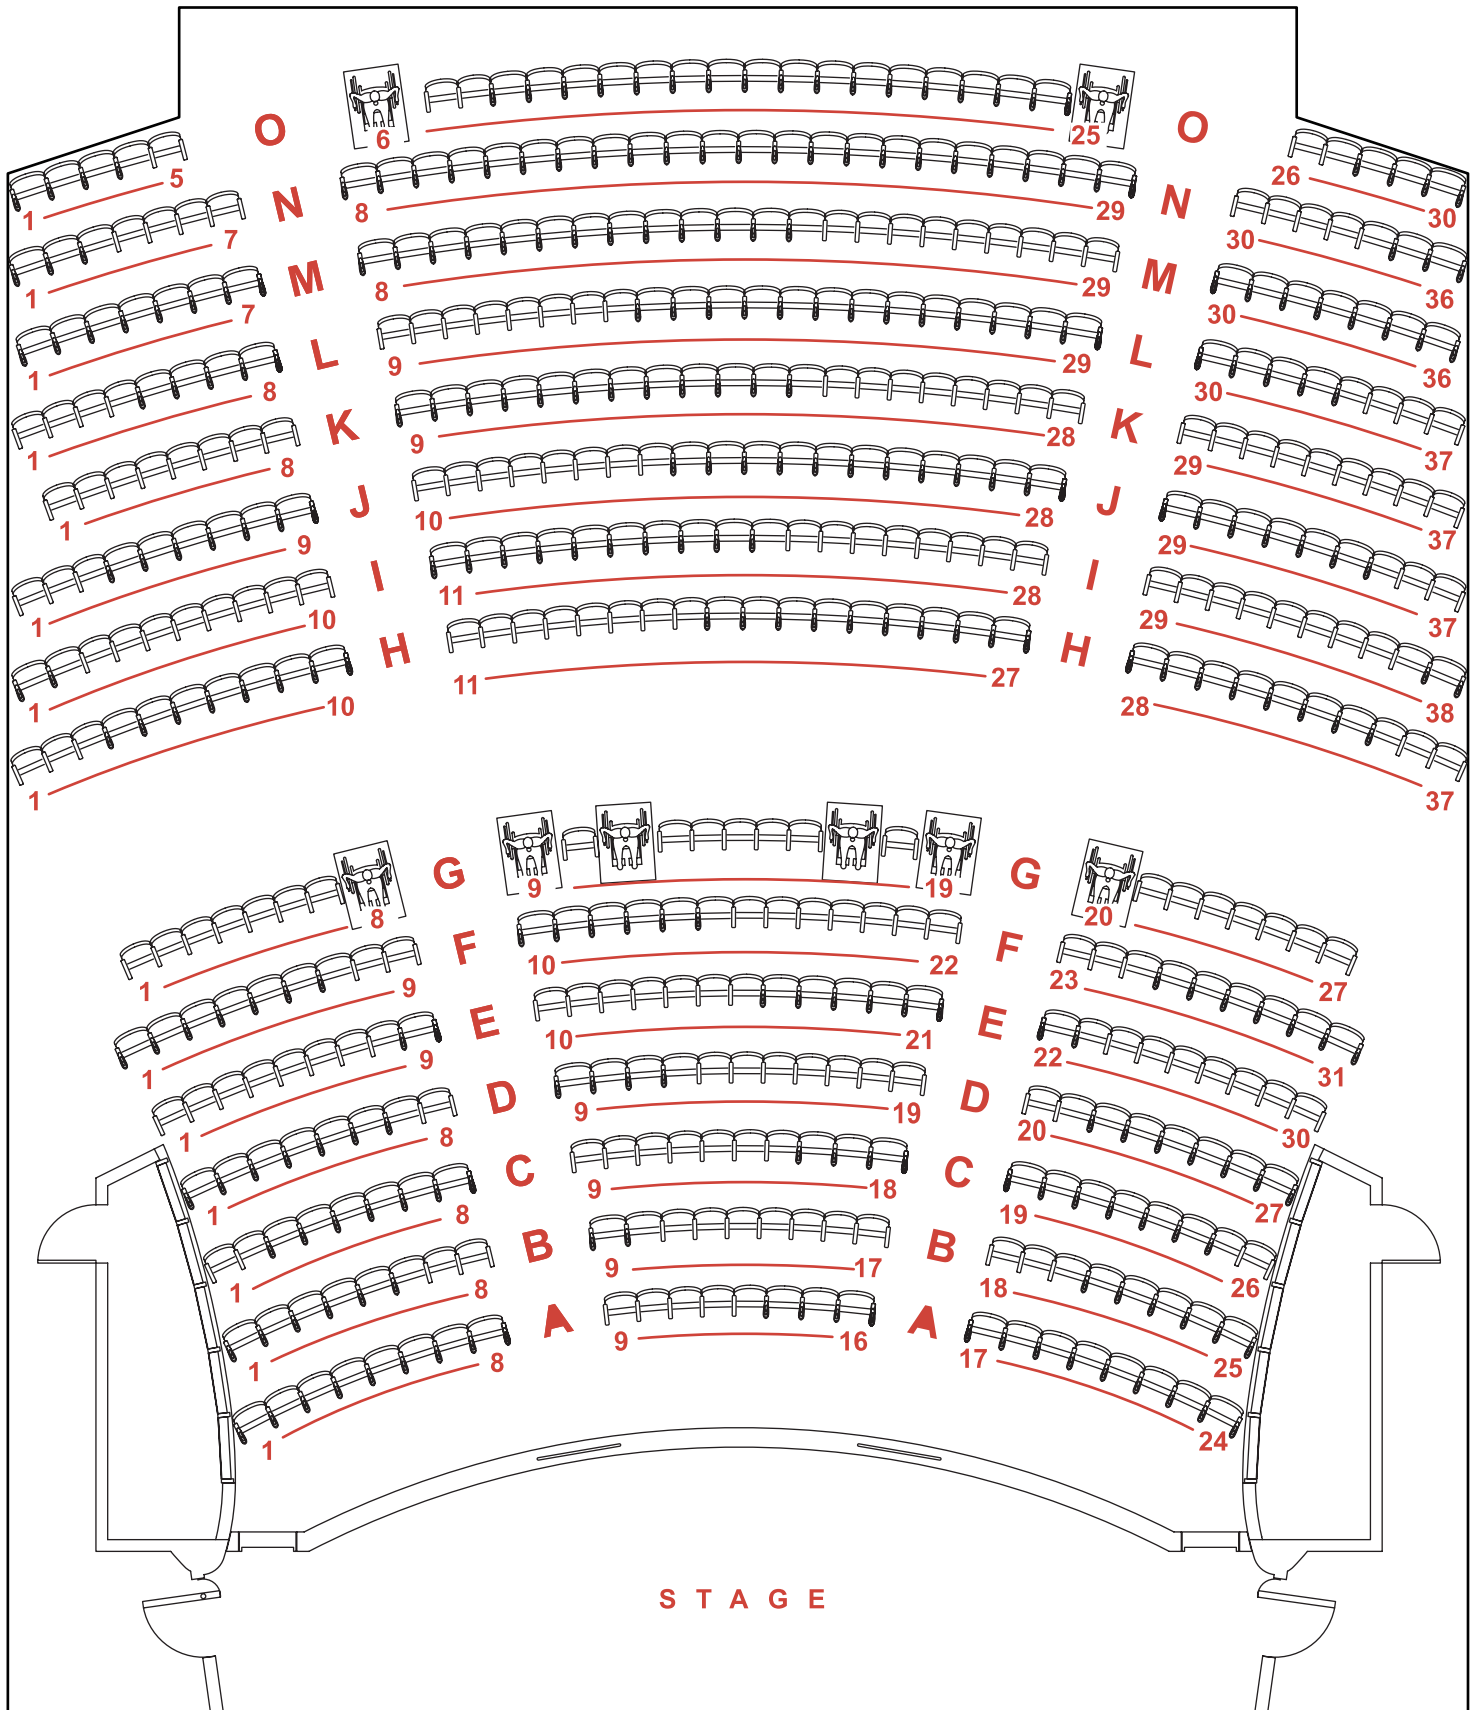 O O
6 25
1 5 26 30
N N
8 29
1 7 30 36
M M
8 29
1 7 30 36
L L
9 29
1 8 30 37
K K
9 28
1 8 29 37
J J
10 28
1 9 29 37
I I
11 28
1 10 29 38
H H
11 27
1 10 28 37
G G
9 19
1 8 20 27
F F
10 22
1 9 23 31
E E
10 21
1 9 22 30
D D
9 19
1 8 20 27
C C
9 18
1 8 19 26
B B
9 17
1 8 18 25
A A
9 16
1 8 17 24
STAGE